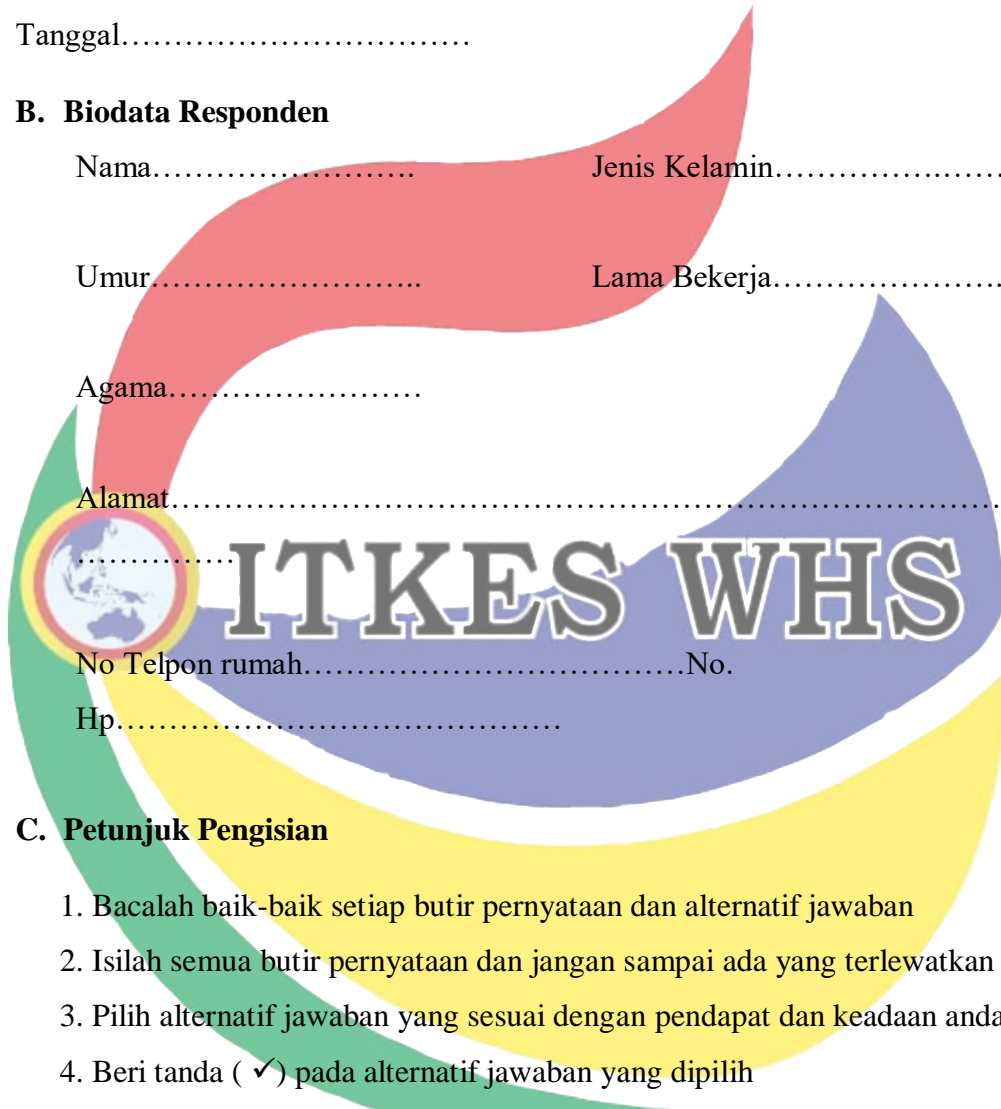 Tanggal…………………………….
B. Biodata Responden
Nama……………………. Jenis Kelamin…………….……
Umur…………………….. Lama Bekerja………………….
Agama……………………
Alamat…………………………………………………………………….
……………
ITKES WHS
No Telpon rumah………………………………No.
Hp……………………………………
C. Petunjuk Pengisian
1. Bacalah baik-baik setiap butir pernyataan dan alternatif jawaban
2. Isilah semua butir pernyataan dan jangan sampai ada yang terlewatkan
3. Pilih alternatif jawaban yang sesuai dengan pendapat dan keadaan anda
4. Beri tanda ( ✓) pada alternatif jawaban yang dipilih